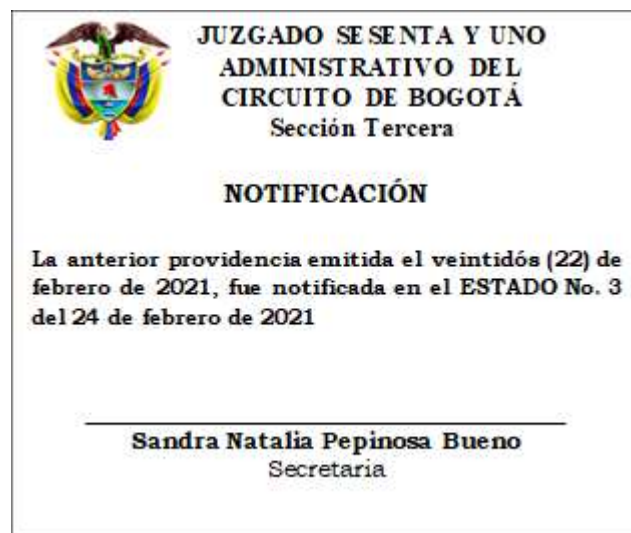 JUZGADO SESENTA Y UNO
ADMINISTRATIVO DEL
CIRCUITO DE BOGOTÁ
Sección Tercera
NOTIFICACIÓN
La anterior providencia emitida el veintidós (22) de
febrero de 2021, fue notificada en el ESTADO No. 3
del 24 de febrero de 2021
Sandra Natalia Pepinosa Bueno
Secretaria